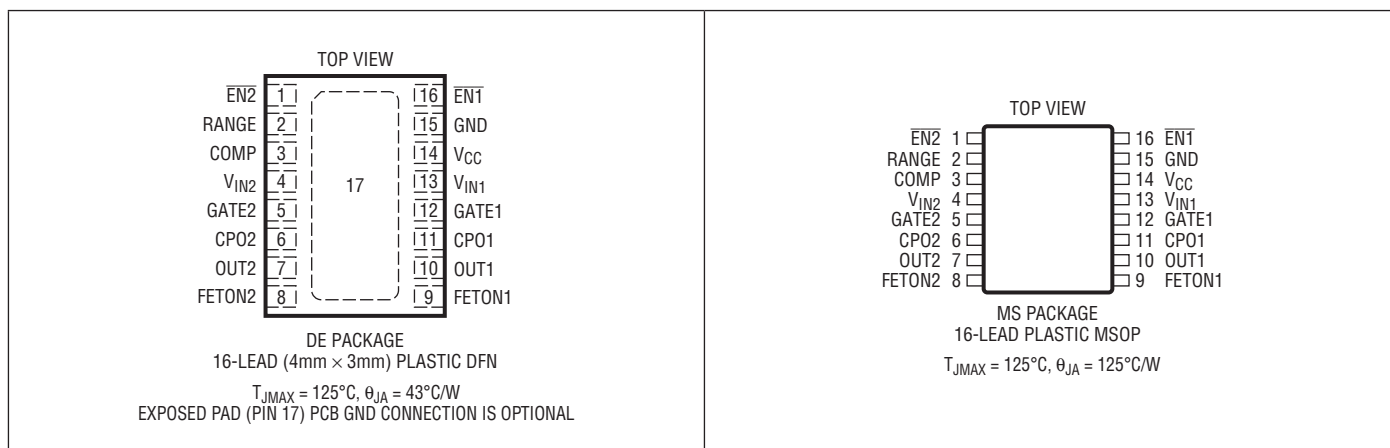 TOP VIEW
EN2 1
RANGE 2
COMP 3
VIN2 4
GATE2 5
CPO2 6
OUT2 7
FETON2 8
17
16 EN1
15 GND
14 VCC
13 VIN1
12 GATE1
11 CPO1
10 OUT1
9 FETON1
DE PACKAGE
16-LEAD (4mm × 3mm) PLASTIC DFN
TJMAX = 125°C, θJA = 43°C/W
EXPOSED PAD (PIN 17) PCB GND CONNECTION IS OPTIONAL
TOP VIEW
EN2 1
RANGE 2
COMP 3
VIN2 4
GATE2 5
CPO2 6
OUT2 7
FETON2 8
16 EN1
15 GND
14 VCC
13 VIN1
12 GATE1
11 CPO1
10 OUT1
9 FETON1
MS PACKAGE
16-LEAD PLASTIC MSOP
TJMAX = 125°C, θJA = 125°C/W